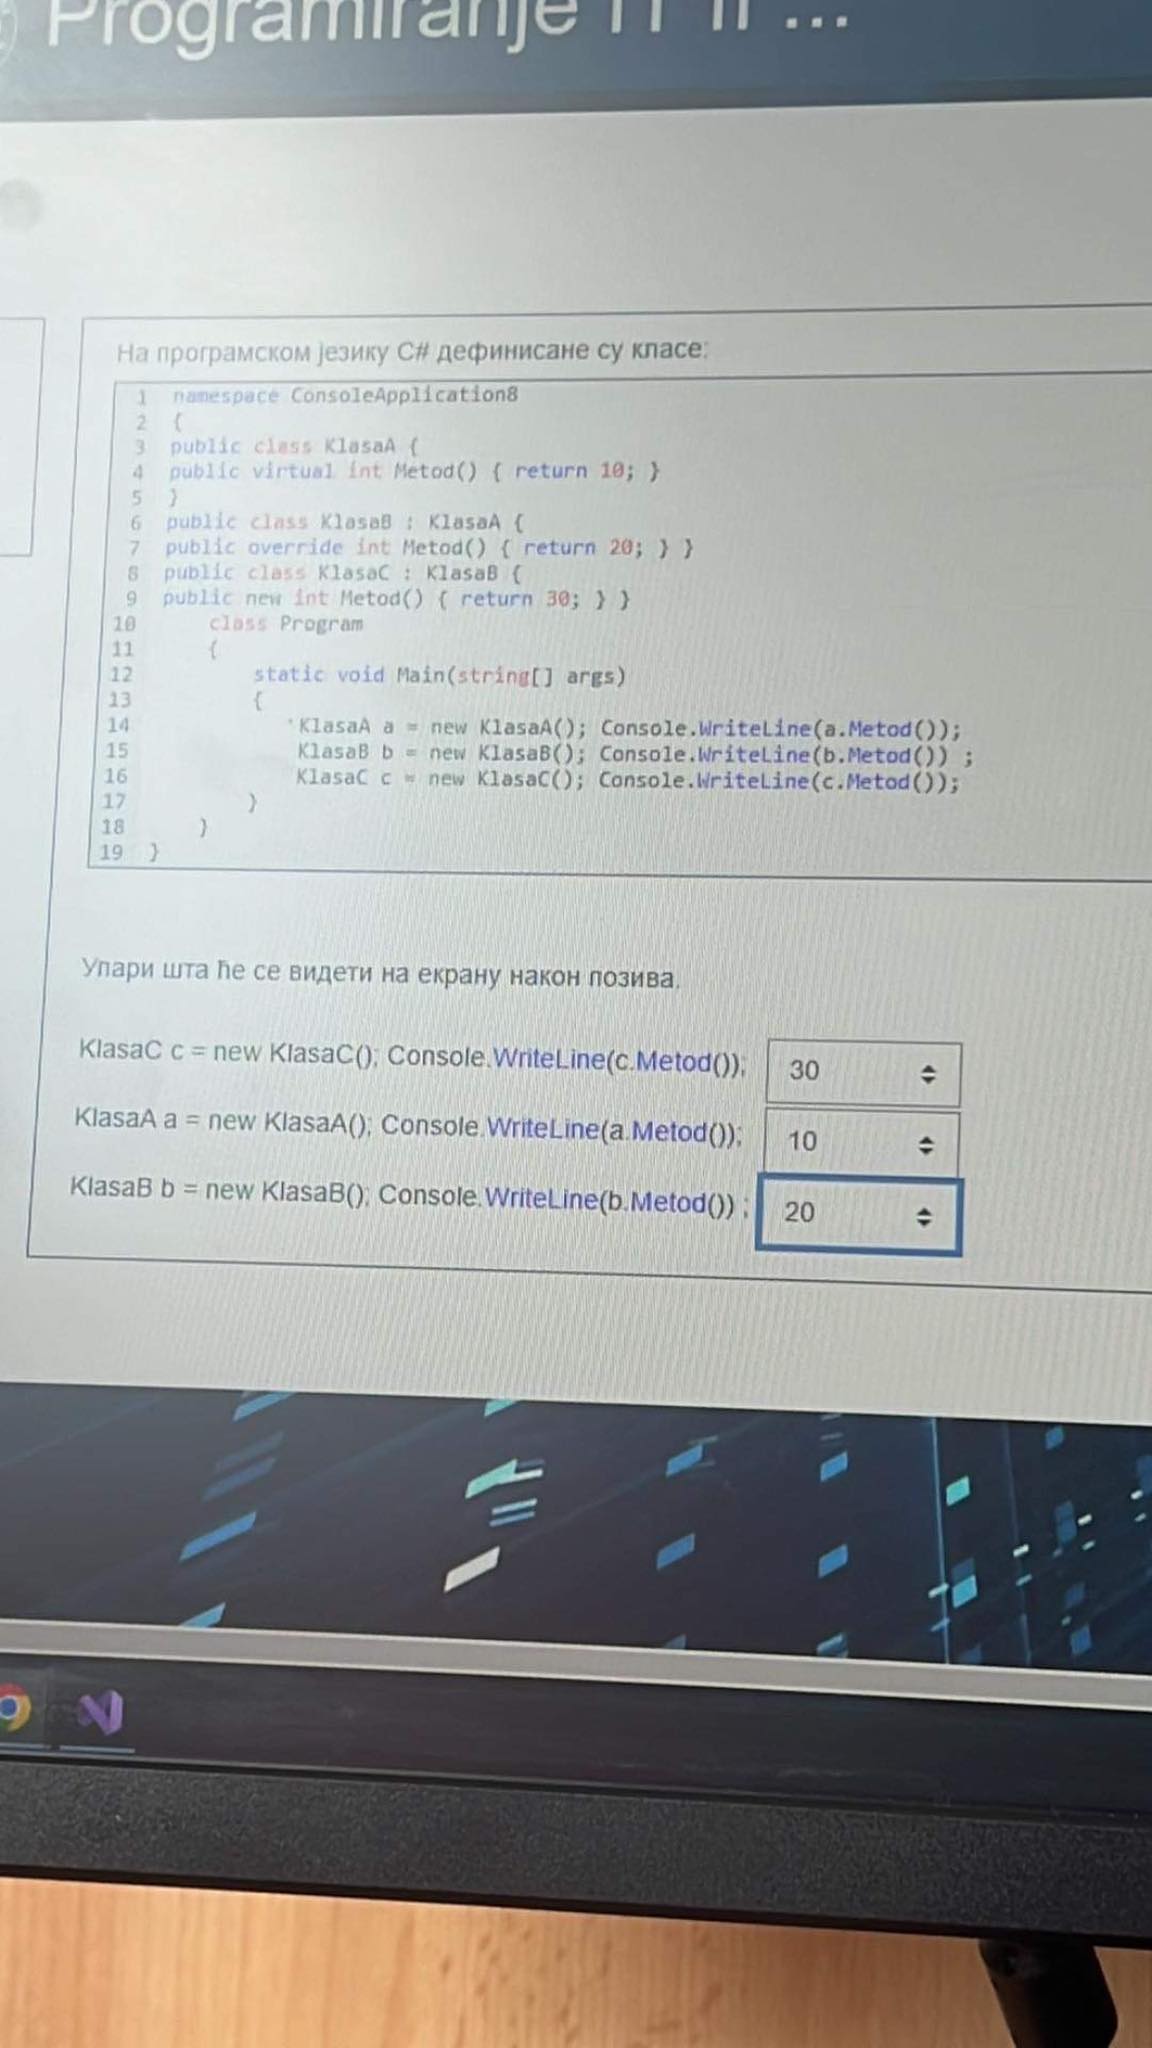 Programiranje IT II ...
На програмском језику C# дефинисане су класе:
1 namespace ConsoleApplication8
2 {
3 public class KlasaA {
4 public virtual int Metod() { return 10; }
5 }
6 public class KlasaB : KlasaA {
7 public override int Metod() { return 20; } }
8 public class KlasaC : KlasaB {
9 public new int Metod() { return 30; } }
10 class Program
11 {
12 static void Main(string[] args)
13 {
14 KlasaA a = new KlasaA(); Console.WriteLine(a.Metod());
15 KlasaB b = new KlasaB(); Console.WriteLine(b.Metod()) ;
16 KlasaC c = new KlasaC(); Console.WriteLine(c.Metod());
17 }
18 }
19 }
Упари шта ће се видети на екрану након позива.
KlasaC c = new KlasaC(); Console.WriteLine(c.Metod()); 30
KlasaA a = new KlasaA(); Console.WriteLine(a.Metod()); 10
KlasaB b = new KlasaB(); Console.WriteLine(b.Metod()) ; 20